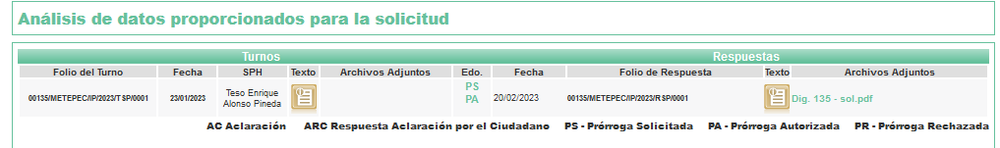 Análisis de datos proporcionados para la solicitud
Turnos Respuestas
Folio del Turno Fecha SPH Texto Archivos Adjuntos Edo. Fecha Folio de Respuesta Texto Archivos Adjuntos
00135/METEPEC/IP/2023/TSP/0001 23/01/2023 Teso Enrique Alonso Pineda PS PA 20/02/2023 00135/METEPEC/IP/2023/RSP/0001 Dig. 135 - sol.pdf
AC Aclaración ARC Respuesta Aclaración por el Ciudadano PS - Prórroga Solicitada PA - Prórroga Autorizada PR - Prórroga Rechazada